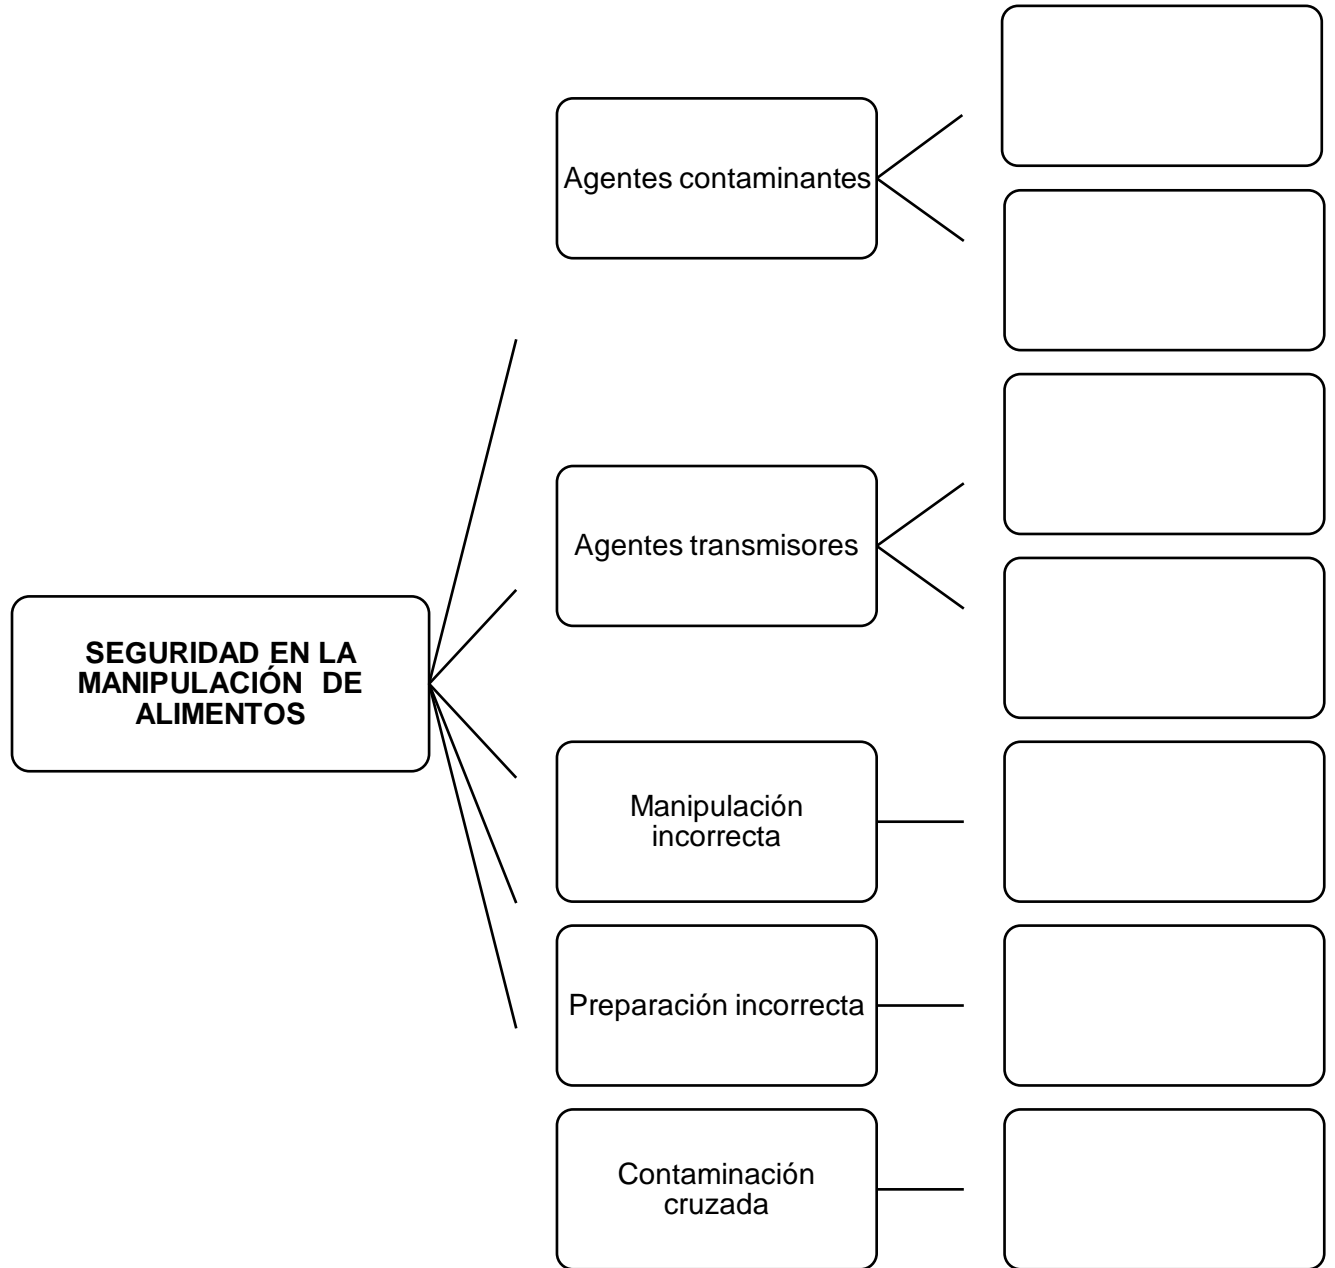 Agentes contaminantes
Agentes transmisores
SEGURIDAD EN LA
MANIPULACIÓN DE
ALIMENTOS
Manipulación
incorrecta
Preparación incorrecta
Contaminación
cruzada